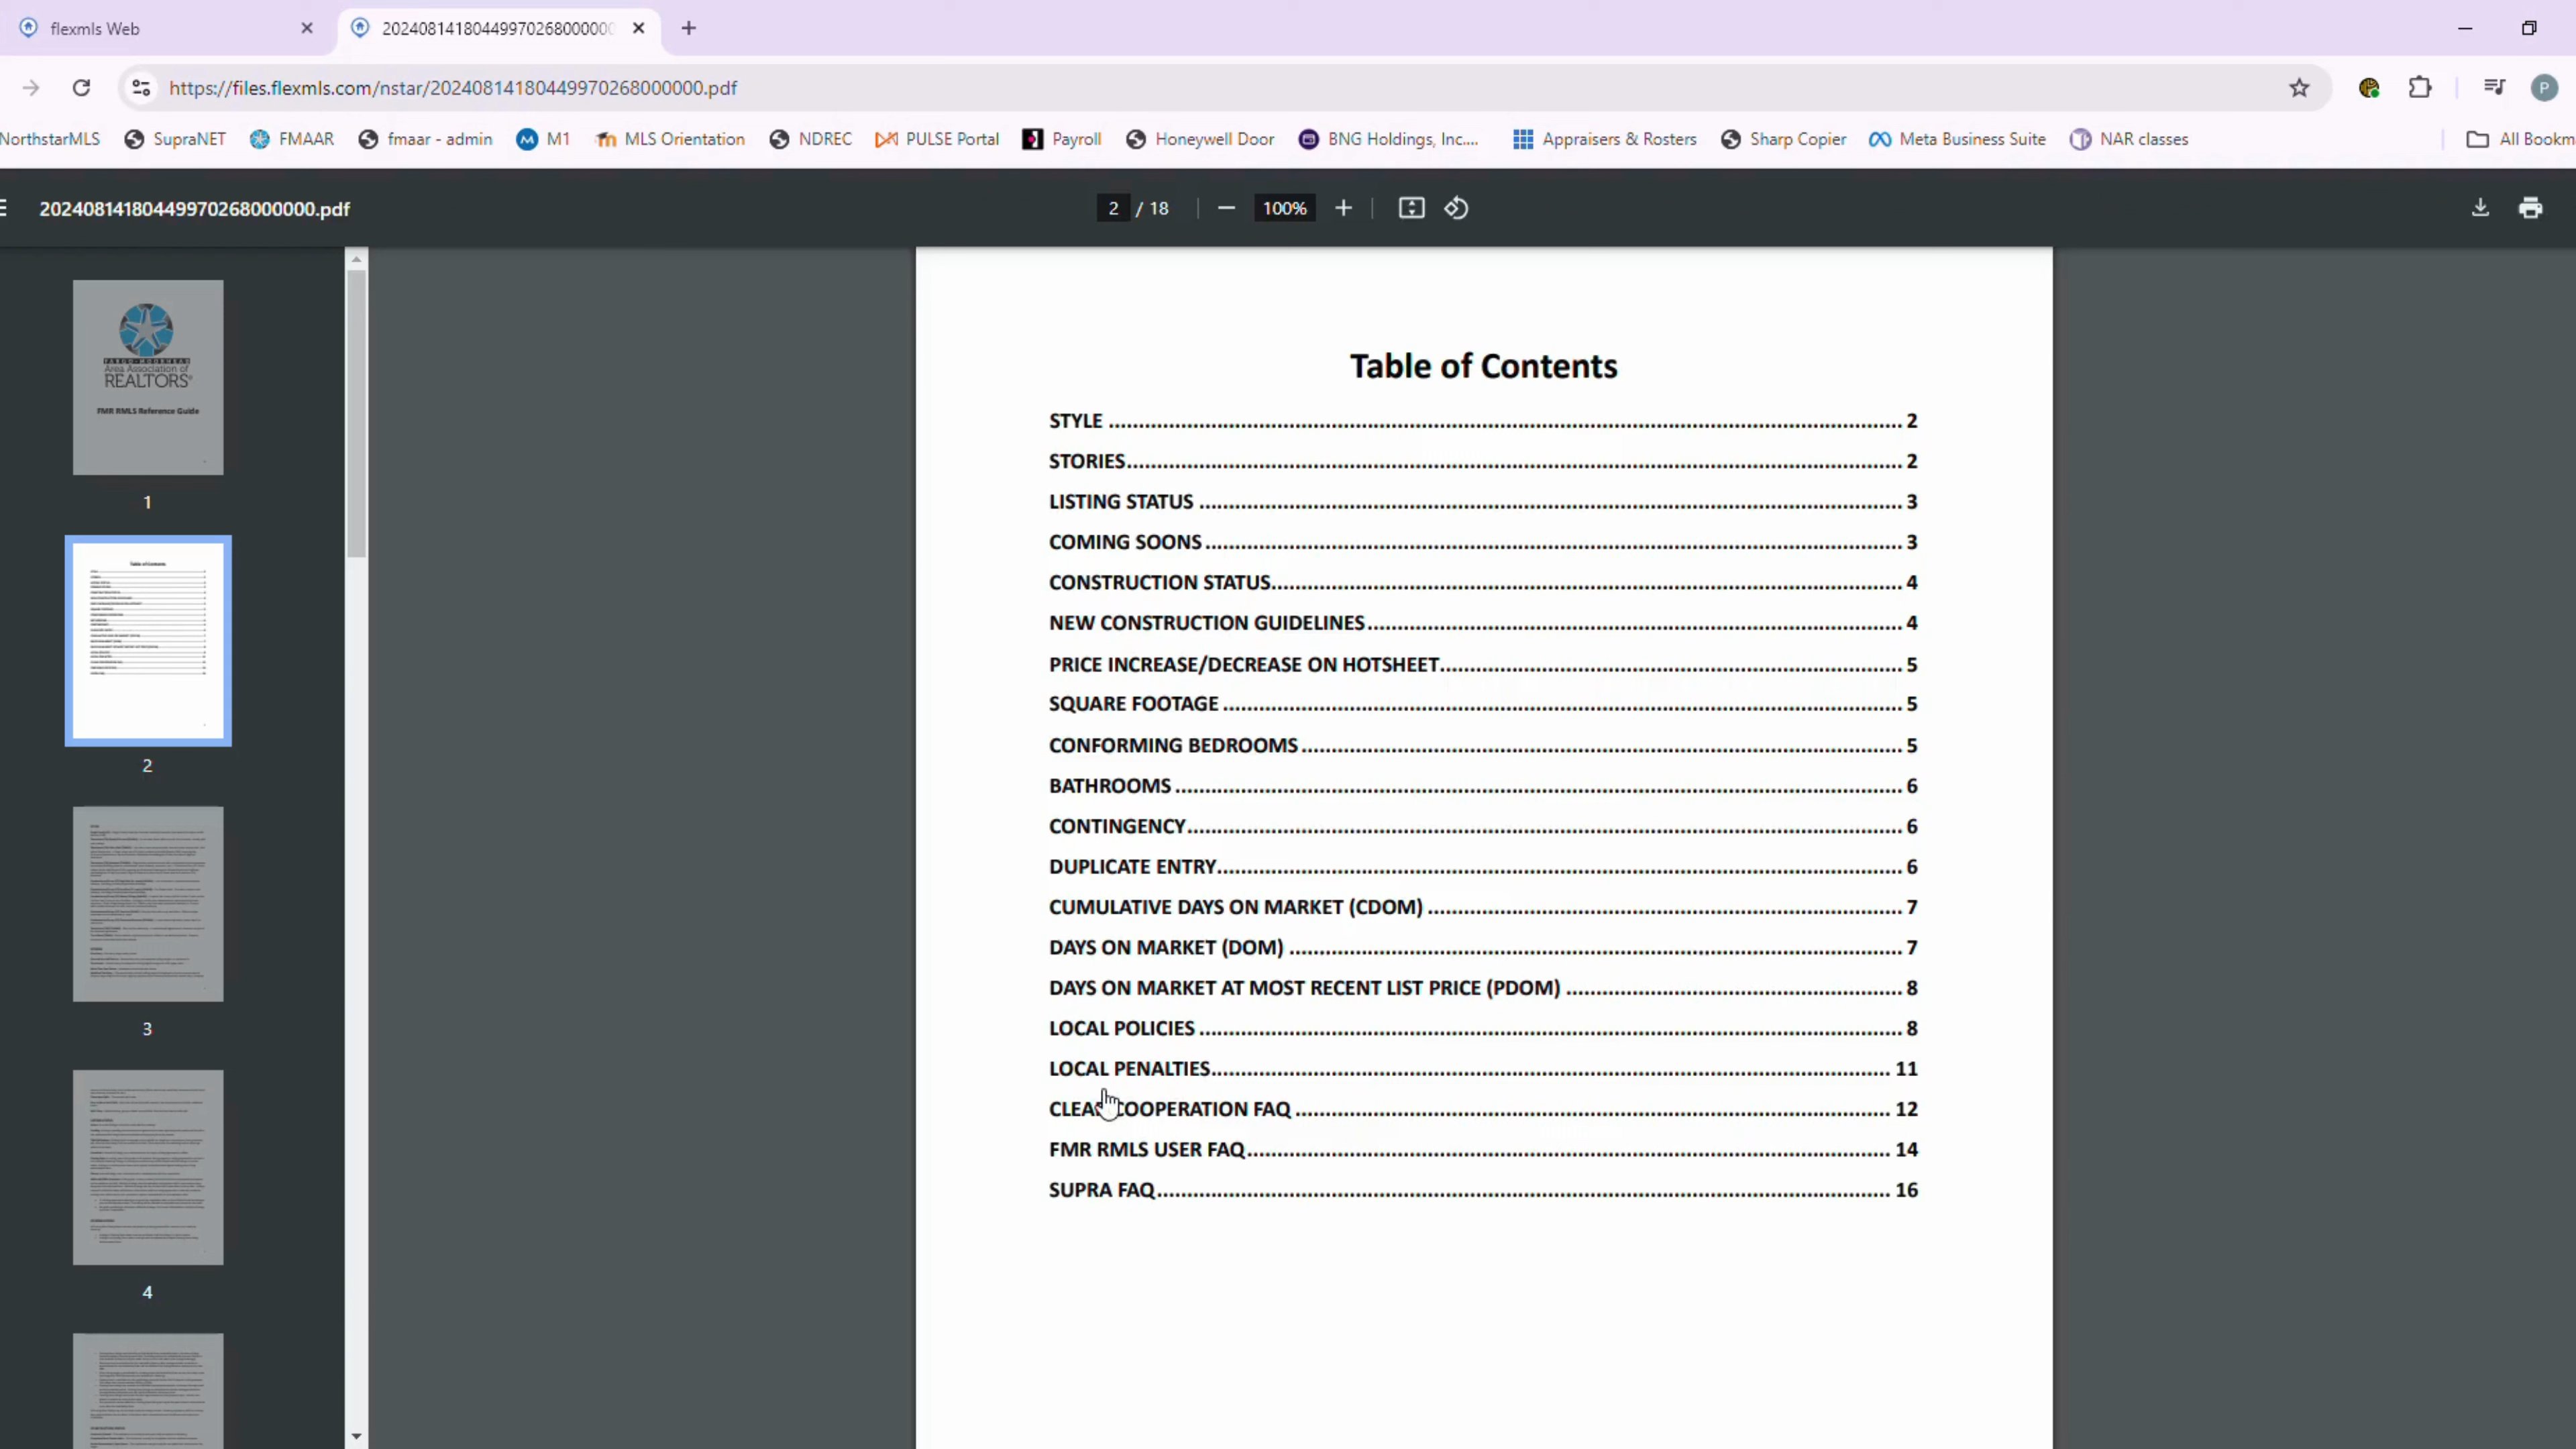 flexmls Web
20240814180449970268000000
https://files.flexmls.com/nstar/20240814180449970268000000.pdf
P
NorthstarMLS SupraNET FMAAR fmaar - admin M1 MLS Orientation NDREC PULSE Portal Payroll Honeywell Door BNG Holdings, Inc.... Appraisers & Rosters Sharp Copier Meta Business Suite NAR classes All Bookm
20240814180449970268000000.pdf
2 / 18
100%
FARGO-MOORHEAD
Area Association of
REALTORS®
FMR RMLS Reference Guide
1
Table of Contents
2
3
4
Table of Contents
STYLE 2
STORIES 2
LISTING STATUS 3
COMING SOONS 3
CONSTRUCTION STATUS 4
NEW CONSTRUCTION GUIDELINES 4
PRICE INCREASE/DECREASE ON HOTSHEET 5
SQUARE FOOTAGE 5
CONFORMING BEDROOMS 5
BATHROOMS 6
CONTINGENCY 6
DUPLICATE ENTRY 6
CUMULATIVE DAYS ON MARKET (CDOM) 7
DAYS ON MARKET (DOM) 7
DAYS ON MARKET AT MOST RECENT LIST PRICE (PDOM) 8
LOCAL POLICIES 8
LOCAL PENALTIES 11
CLEAR COOPERATION FAQ 12
FMR RMLS USER FAQ 14
SUPRA FAQ 16